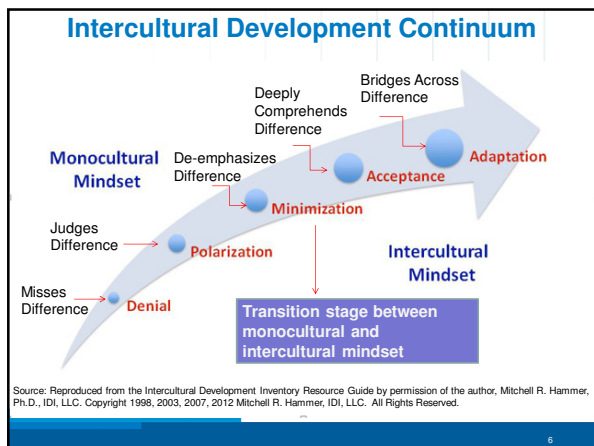 Intercultural Development Continuum
Bridges Across
Difference
Deeply
Comprehends
Difference
Adaptation
Monocultural
Mindset
De-emphasizes
Difference
Acceptance
Minimization
Judges
Difference
Polarization
Intercultural
Mindset
Misses
Difference
Denial
Transition stage between
monocultural and
intercultural mindset
Source: Reproduced from the Intercultural Development Inventory Resource Guide by permission of the author, Mitchell R. Hammer,
Ph.D., IDI, LLC. Copyright 1998, 2003, 2007, 2012 Mitchell R. Hammer, IDI, LLC. All Rights Reserved.
6